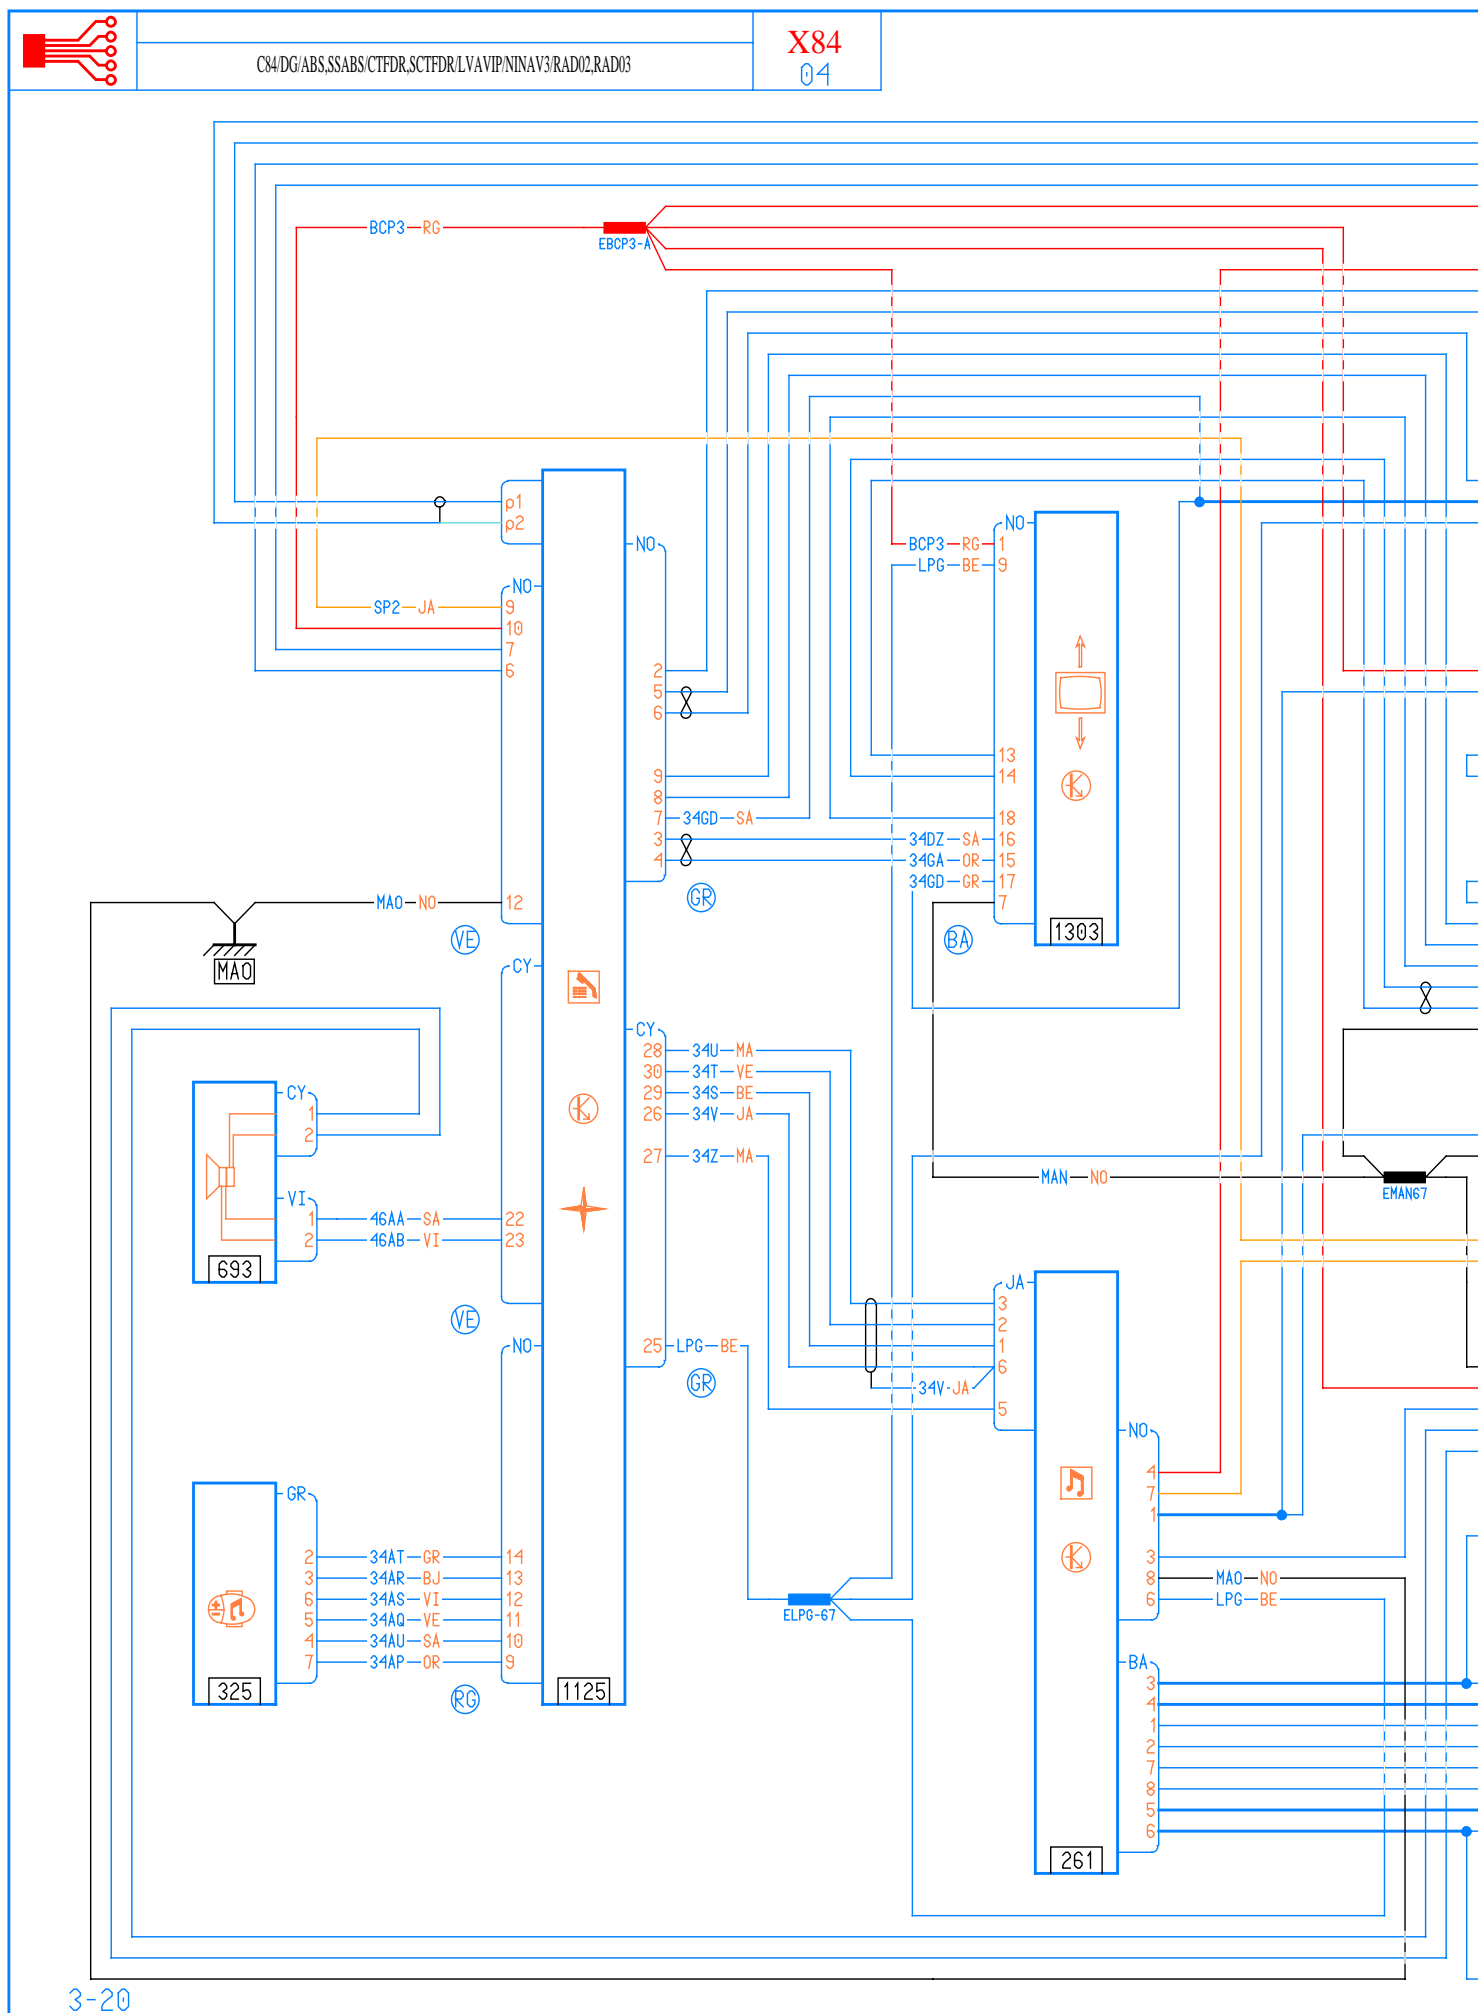 X84
C84/DG/ABS,SSABS/CTFDR,SCTFDR/LVAVIP/NINAV3/RAD02,RAD03
04
BCP3 RG
EBCP3-A
p1
p2
NO
NO
NO
BCP3 RG 1
LPG BE 9
NO
SP2 JA 9
10
7
6
2
5
6
13
14
9
8
7 34GD SA
18
3
34DZ SA 16
4
34GA OR 15
34GD GR 17
7
MAO NO 12
GR
1303
VE
BA
MAO
CY
CY
28 34U MA
30 34T VE
29 34S BE
26 34V JA
27 34Z MA
CY
1
2
MAN NO
EMAN67
VI
1 46AA SA 22
2 46AB VI 23
693
JA
3
2
1
6
34V JA
5
VE
NO
25 LPG BE
GR
NO
4
7
1
3
8 MAO NO
6 LPG BE
GR
2 34AT GR 14
3 34AR BJ 13
6 34AS VI 12
5 34AQ VE 11
4 34AU SA 10
7 34AP OR 9
ELPG-67
325
RG
1125
BA
3
4
1
2
7
8
5
6
261
3-20